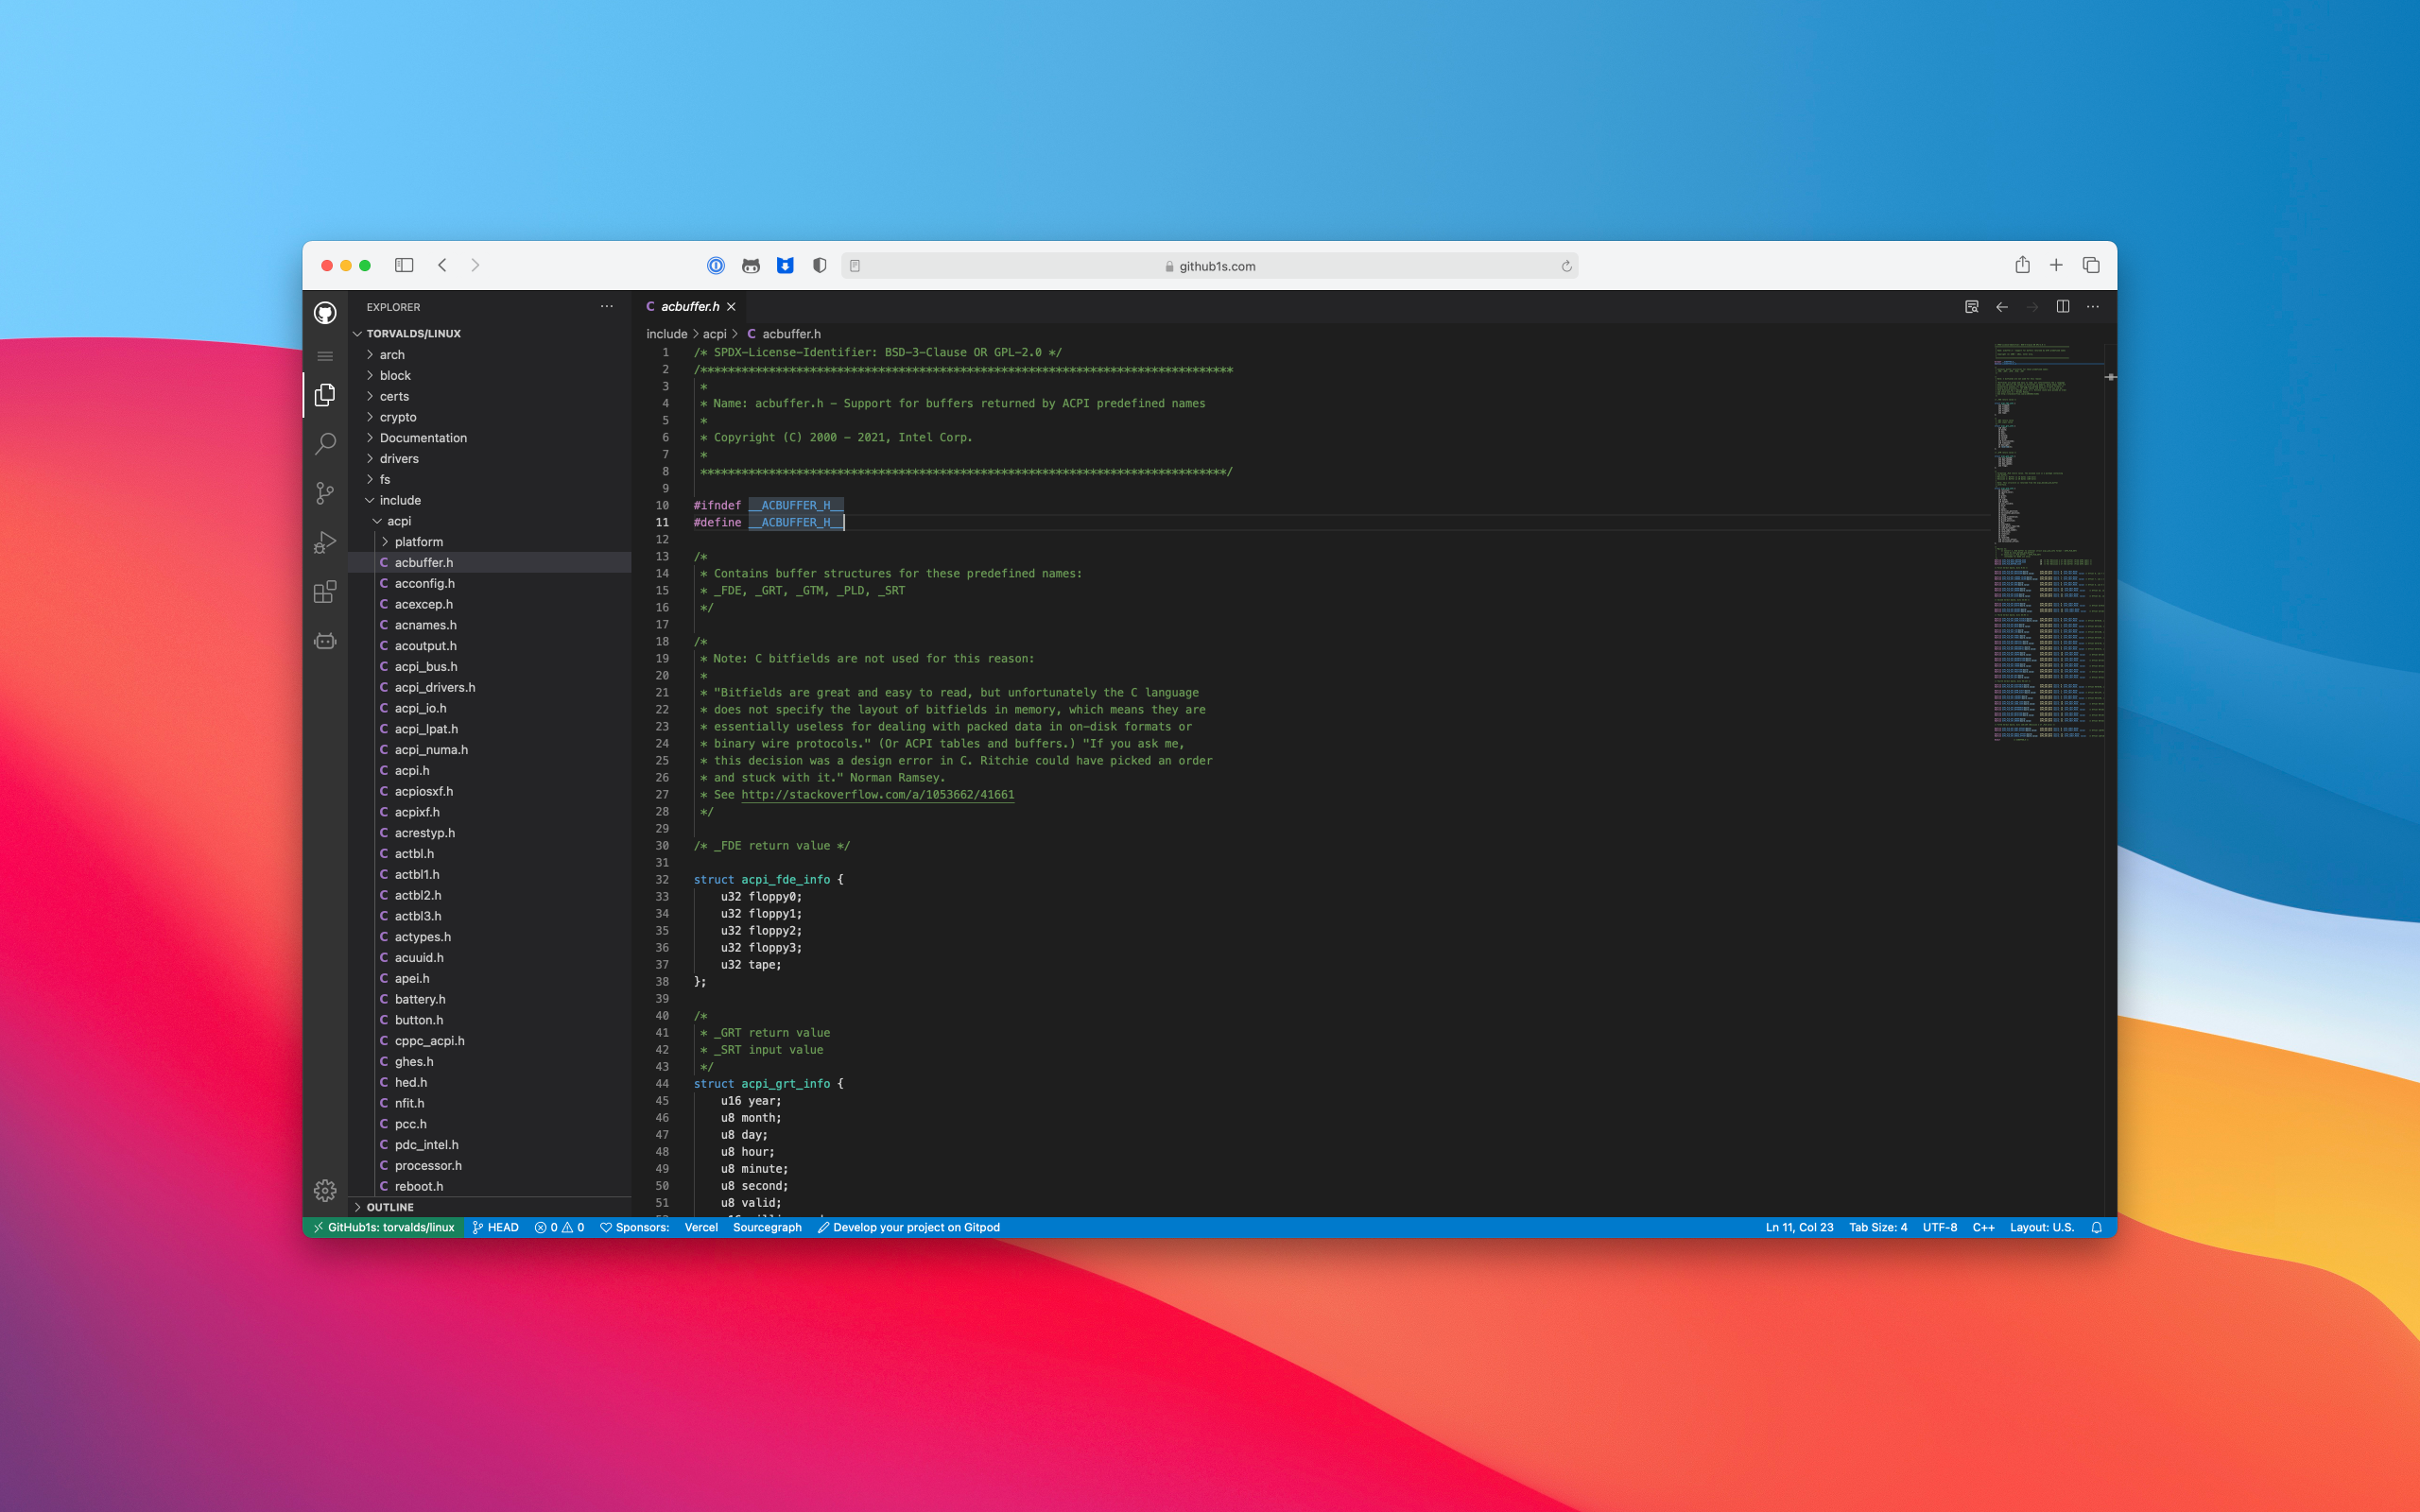 github1s.com
EXPLORER
TORVALDS/LINUX
arch
block
certs
crypto
Documentation
drivers
fs
include
acpi
platform
C acbuffer.h
C acconfig.h
C acexcep.h
C acnames.h
C acoutput.h
C acpi_bus.h
C acpi_drivers.h
C acpi_io.h
C acpi_lpat.h
C acpi_numa.h
C acpi.h
C acpiosxf.h
C acpixf.h
C acrestyp.h
C actbl.h
C actbl1.h
C actbl2.h
C actbl3.h
C actypes.h
C acuuid.h
C apei.h
C battery.h
C button.h
C cppc_acpi.h
C ghes.h
C hed.h
C nfit.h
C pcc.h
C pdc_intel.h
C processor.h
C reboot.h
OUTLINE
C acbuffer.h
include > acpi > C acbuffer.h
1 /* SPDX-License-Identifier: BSD-3-Clause OR GPL-2.0 */
2 /******************************************************************************
3 *
4 * Name: acbuffer.h - Support for buffers returned by ACPI predefined names
5 *
6 * Copyright (C) 2000 - 2021, Intel Corp.
7 *
8 *****************************************************************************/
9
10 #ifndef __ACBUFFER_H__
11 #define __ACBUFFER_H__
12
13 /*
14 * Contains buffer structures for these predefined names:
15 * _FDE, _GRT, _GTM, _PLD, _SRT
16 */
17
18 /*
19 * Note: C bitfields are not used for this reason:
20 *
21 * "Bitfields are great and easy to read, but unfortunately the C language
22 * does not specify the layout of bitfields in memory, which means they are
23 * essentially useless for dealing with packed data in on-disk formats or
24 * binary wire protocols." (Or ACPI tables and buffers.) "If you ask me,
25 * this decision was a design error in C. Ritchie could have picked an order
26 * and stuck with it." Norman Ramsey.
27 * See http://stackoverflow.com/a/1053662/41661
28 */
29
30 /* _FDE return value */
31
32 struct acpi_fde_info {
33 u32 floppy0;
34 u32 floppy1;
35 u32 floppy2;
36 u32 floppy3;
37 u32 tape;
38 };
39
40 /*
41 * _GRT return value
42 * _SRT input value
43 */
44 struct acpi_grt_info {
45 u16 year;
46 u8 month;
47 u8 day;
48 u8 hour;
49 u8 minute;
50 u8 second;
51 u8 valid;
GitHub1s: torvalds/linux HEAD 0 0 Sponsors: Vercel Sourcegraph Develop your project on Gitpod Ln 11, Col 23 Tab Size: 4 UTF-8 C++ Layout: U.S.